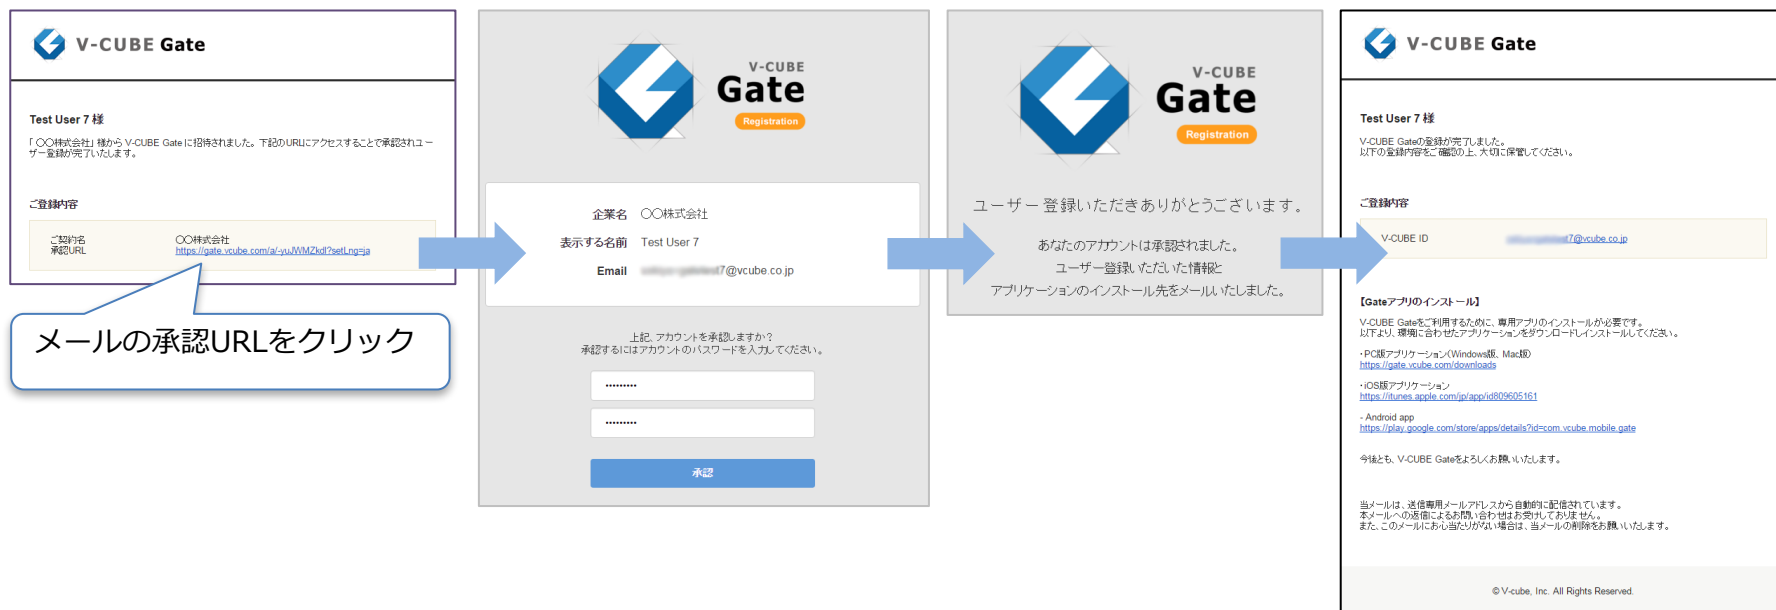 V-CUBE Gate
Test User 7 様
「 〇〇株式会社」 様から V-CUBE Gate に招待されました。下記のURLにアクセスすることで承認されユー
ザー登録が完了いたします。
ご登録内容
ご契約名 〇〇株式会社
承認URL https://gate.vcube.com/a/-yuJWMZkdl?setLng=ja
メールの承認URLをクリック
V-CUBE
Gate
Registration
企業名 〇〇株式会社
表示する名前 Test User 7
Email 7@vcube.co.jp
上記、アカウントを承認しますか？
承認するにはアカウントのパスワードを入力してください。
•••••••••
•••••••••
承認
V-CUBE
Gate
Registration
ユーザー登録いただきありがとうございます。
あなたのアカウントは承認されました。
ユーザー登録いただいた情報と
アプリケーションのインストール先をメールいたしました。
V-CUBE Gate
Test User 7 様
V-CUBE Gateの登録が完了しました。
以下の登録内容をご確認の上、大切に保管してください。
ご登録内容
V-CUBE ID 7@vcube.co.jp
【Gateアプリのインストール】
V-CUBE Gateをご利用するために、専用アプリのインストールが必要です。
以下より、環境に合わせたアプリケーションをダウンロードしインストールしてください。
・PC版アプリケーション(Windows版、Mac版)
https://gate.vcube.com/downloads
・iOS版アプリケーション
https://itunes.apple.com/jp/app/id809605161
- Android app
https://play.google.com/store/apps/details?id=com.vcube.mobile.gate
今後とも、V-CUBE Gateをよろしくお願いいたします。
当メールは、送信専用メールアドレスから自動的に配信されています。
本メールへの返信によるお問い合わせはお受けしておりません。
また、このメールにお心当たりがない場合は、当メールの削除をお願いいたします。
© V-cube, Inc. All Rights Reserved.